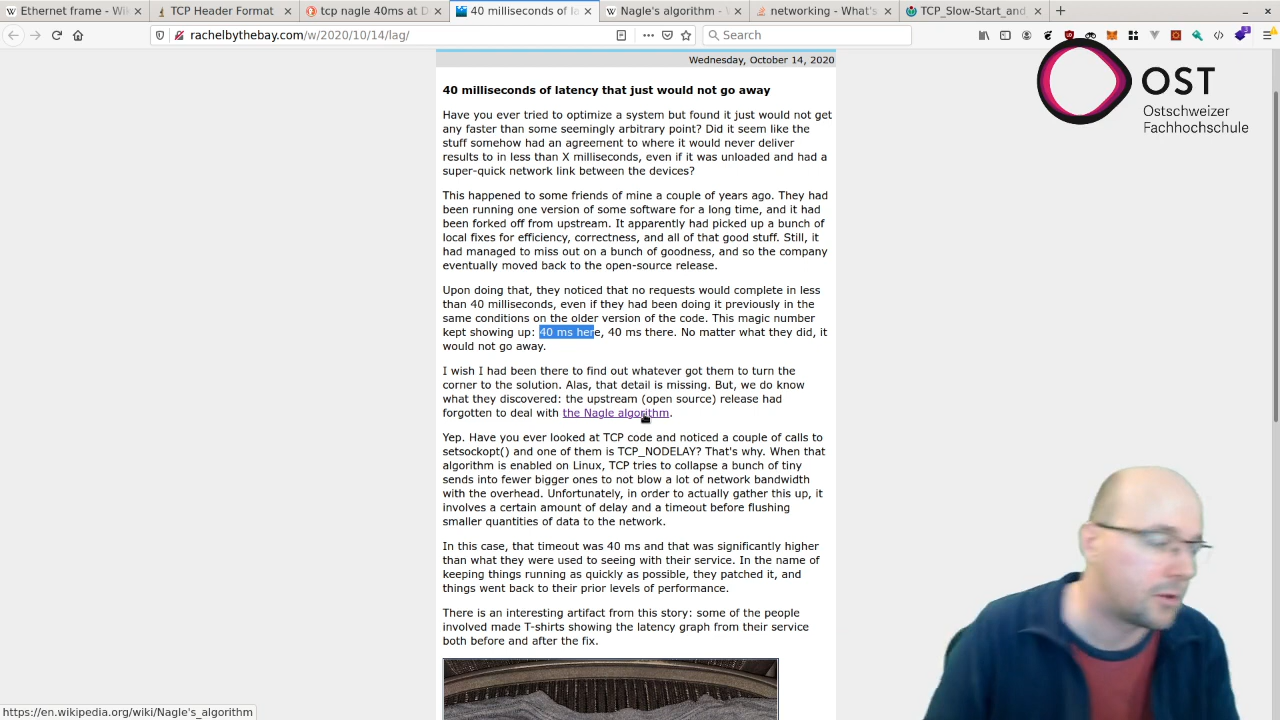 Ethernet frame - Wi
TCP Header Format
tcp nagle 40ms at D
40 milliseconds of la
Nagle's algorithm -
networking - What's
TCP_Slow-Start_and
rachelbythebay.com/w/2020/10/14/lag/
Search
OST
Ostschweizer
Fachhochschule
Wednesday, October 14, 2020
40 milliseconds of latency that just would not go away
Have you ever tried to optimize a system but found it just would not get
any faster than some seemingly arbitrary point? Did it seem like the
stuff somehow had an agreement to where it would never deliver
results to in less than X milliseconds, even if it was unloaded and had a
super-quick network link between the devices?
This happened to some friends of mine a couple of years ago. They had
been running one version of some software for a long time, and it had
been forked off from upstream. It apparently had picked up a bunch of
local fixes for efficiency, correctness, and all of that good stuff. Still, it
had managed to miss out on a bunch of goodness, and so the company
eventually moved back to the open-source release.
Upon doing that, they noticed that no requests would complete in less
than 40 milliseconds, even if they had been doing it previously in the
same conditions on the older version of the code. This magic number
kept showing up: 40 ms here, 40 ms there. No matter what they did, it
would not go away.
I wish I had been there to find out whatever got them to turn the
corner to the solution. Alas, that detail is missing. But, we do know
what they discovered: the upstream (open source) release had
forgotten to deal with the Nagle algorithm.
Yep. Have you ever looked at TCP code and noticed a couple of calls to
setsockopt() and one of them is TCP_NODELAY? That's why. When that
algorithm is enabled on Linux, TCP tries to collapse a bunch of tiny
sends into fewer bigger ones to not blow a lot of network bandwidth
with the overhead. Unfortunately, in order to actually gather this up, it
involves a certain amount of delay and a timeout before flushing
smaller quantities of data to the network.
In this case, that timeout was 40 ms and that was significantly higher
than what they were used to seeing with their service. In the name of
keeping things running as quickly as possible, they patched it, and
things went back to their prior levels of performance.
There is an interesting artifact from this story: some of the people
involved made T-shirts showing the latency graph from their service
both before and after the fix.
https://en.wikipedia.org/wiki/Nagle's_algorithm